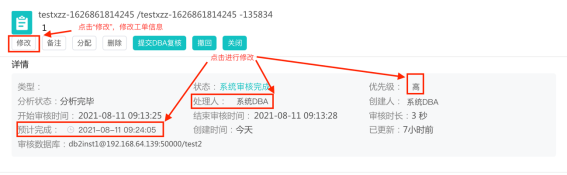 testxzz-1626861814245 /testxzz-1626861814245 -135834
1
点击“修改”，修改工单信息
修改 备注 分配 删除 提交DBA复核 撤回 关闭
点击进行修改
详情
类型： 状态：系统审核完成 优先级： 高
分析状态：分析完毕 处理人： 系统DBA 创建人： 系统DBA
开始审核时间：2021-08-11 09:13:25 结束审核时间：2021-08-11 09:13:28 审核时长：3 秒
预计完成： 2021-08-11 09:24:05 创建时间：今天 已更新：7小时前
审核数据库：db2inst1@192.168.64.139:50000/test2